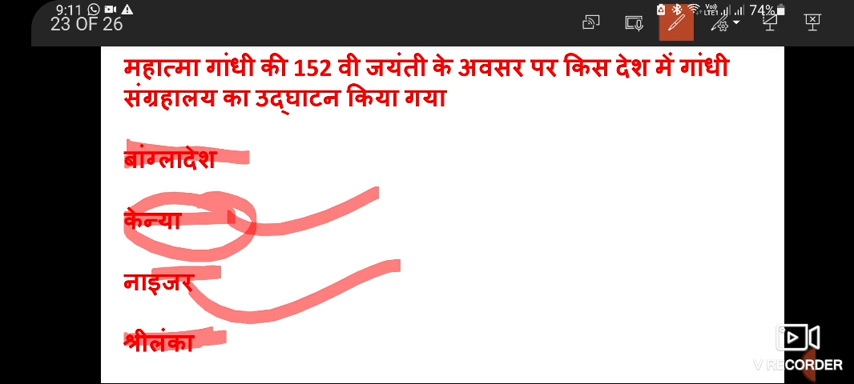 9:11
74%
23 OF 26
महात्मा गांधी की 152 वी जयंती के अवसर पर किस देश में गांधी
संग्रहालय का उद्घाटन किया गया
बांग्लादेश
केन्या
नाइजर
श्रीलंका
V RECORDER